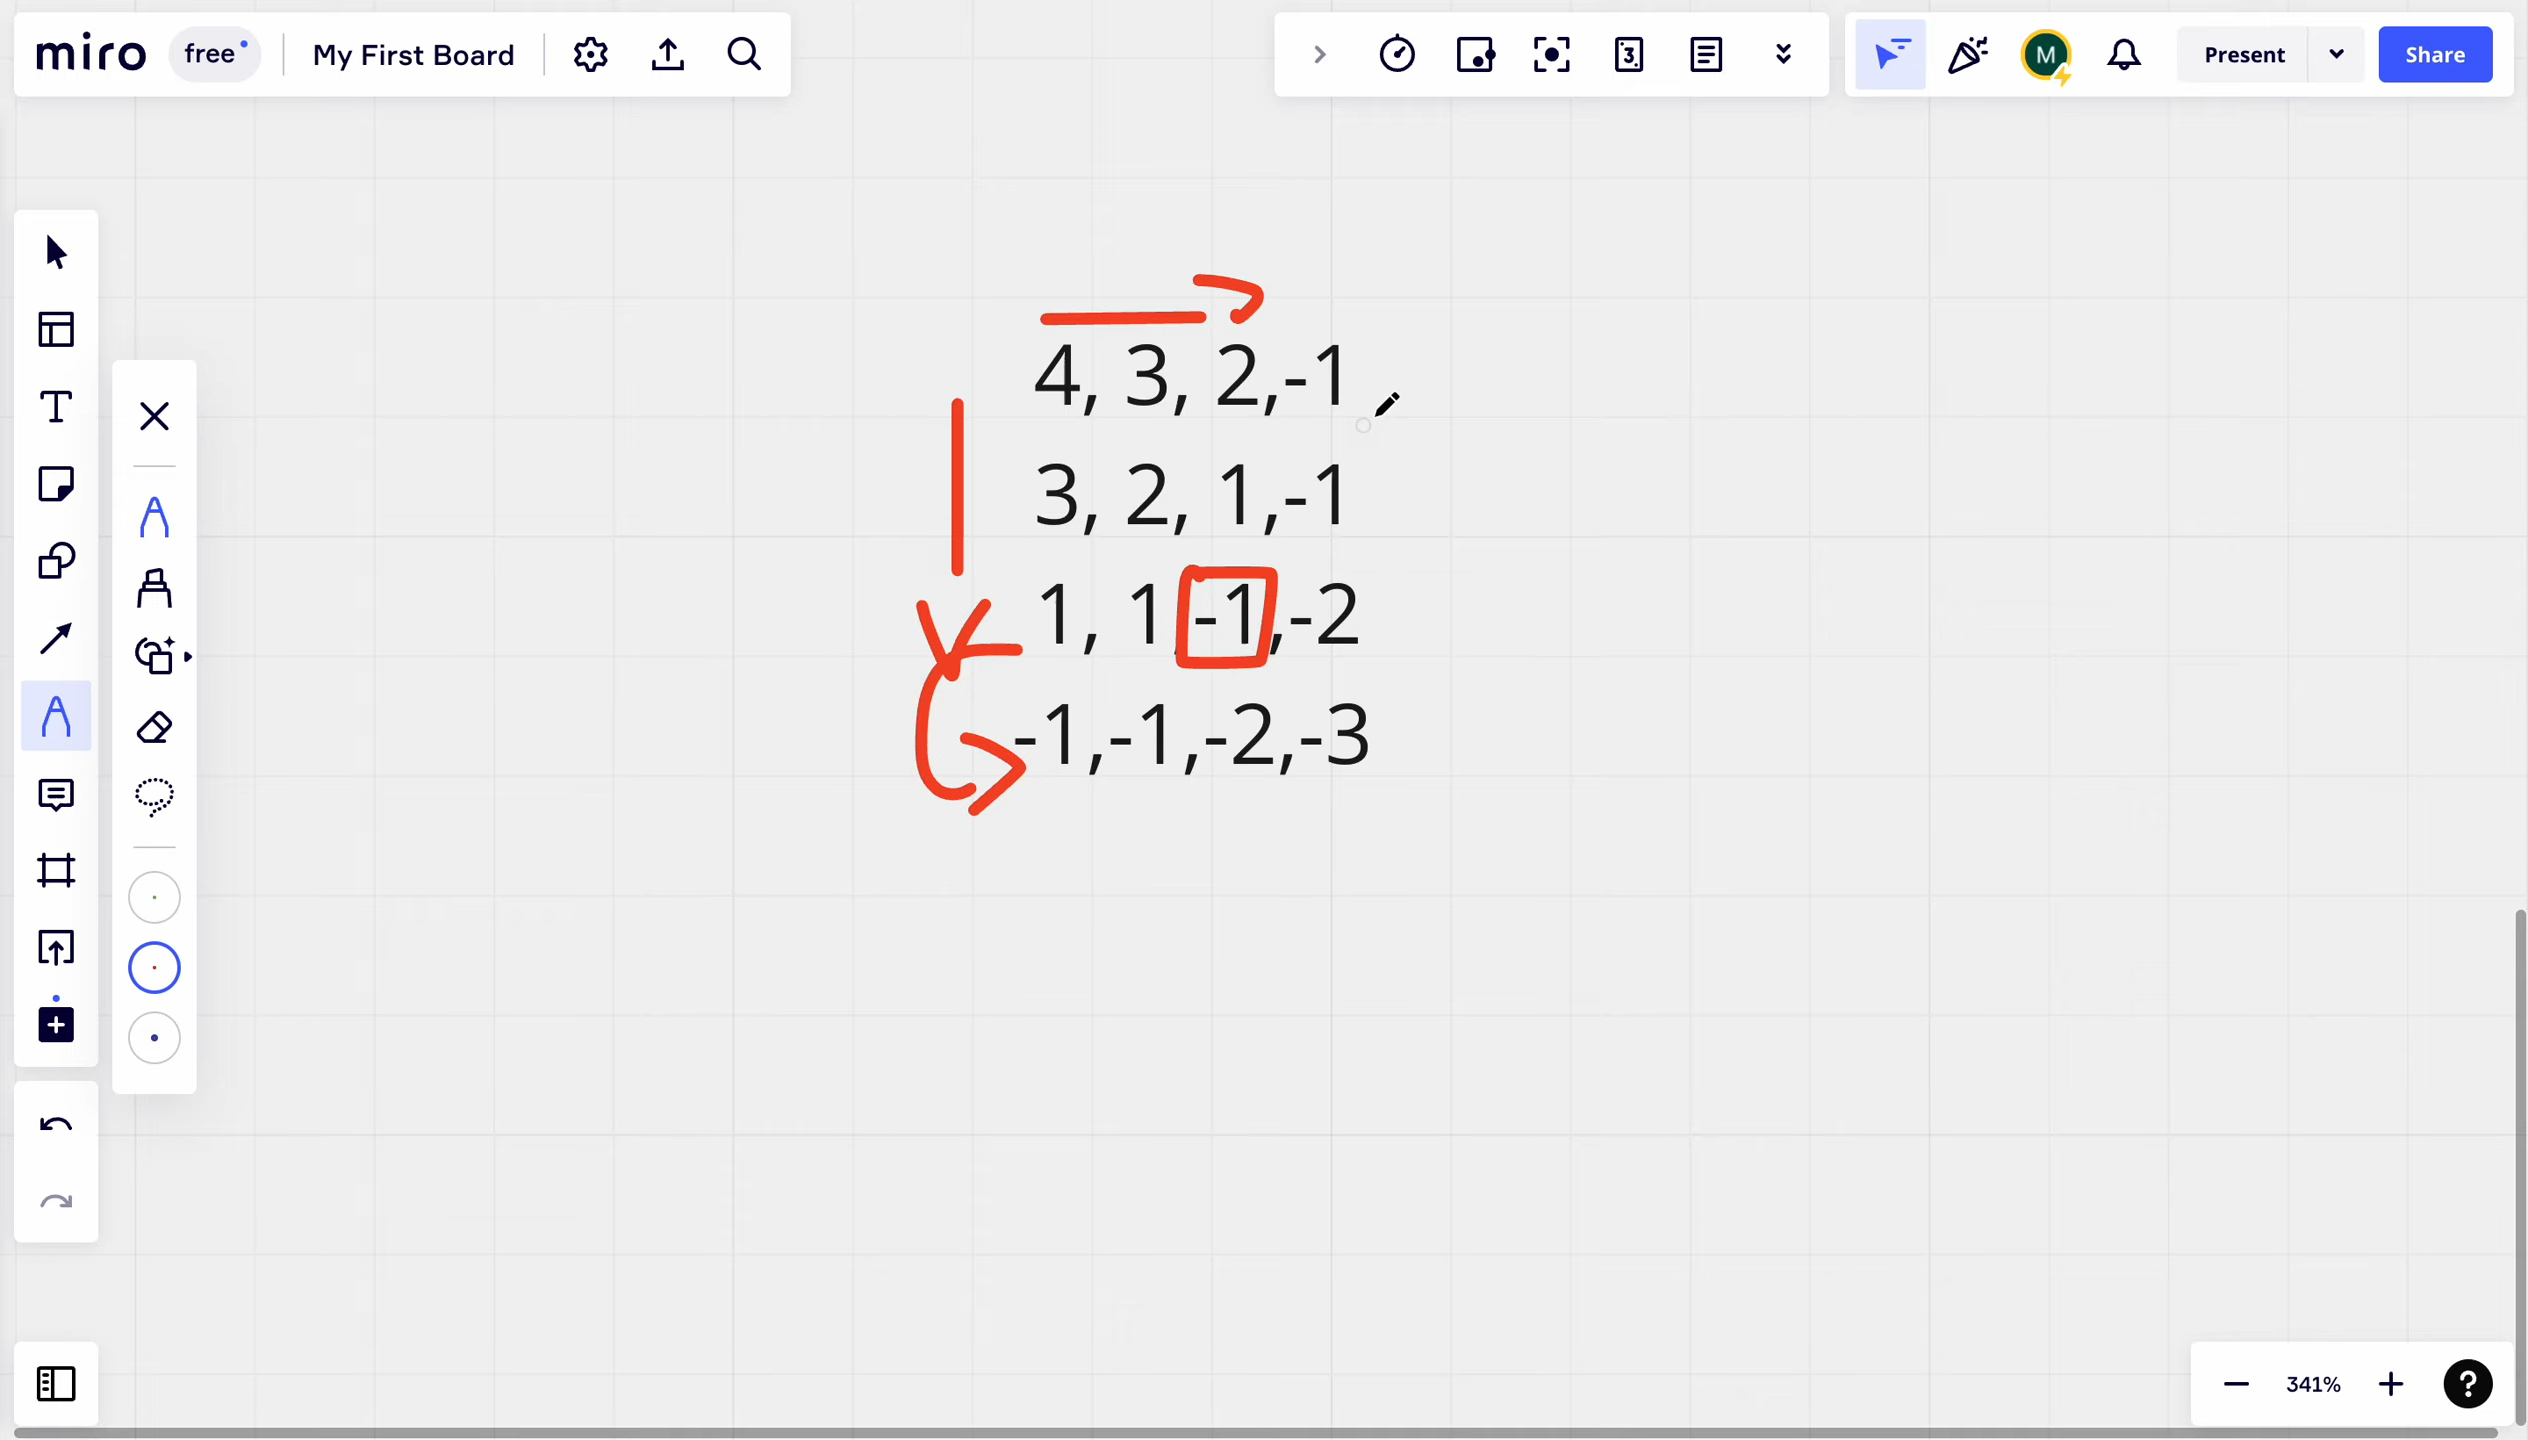 miro free My First Board Present Share
4, 3, 2,-1
3, 2, 1,-1
1, 1,-1,-2
-1,-1,-2,-3
341%